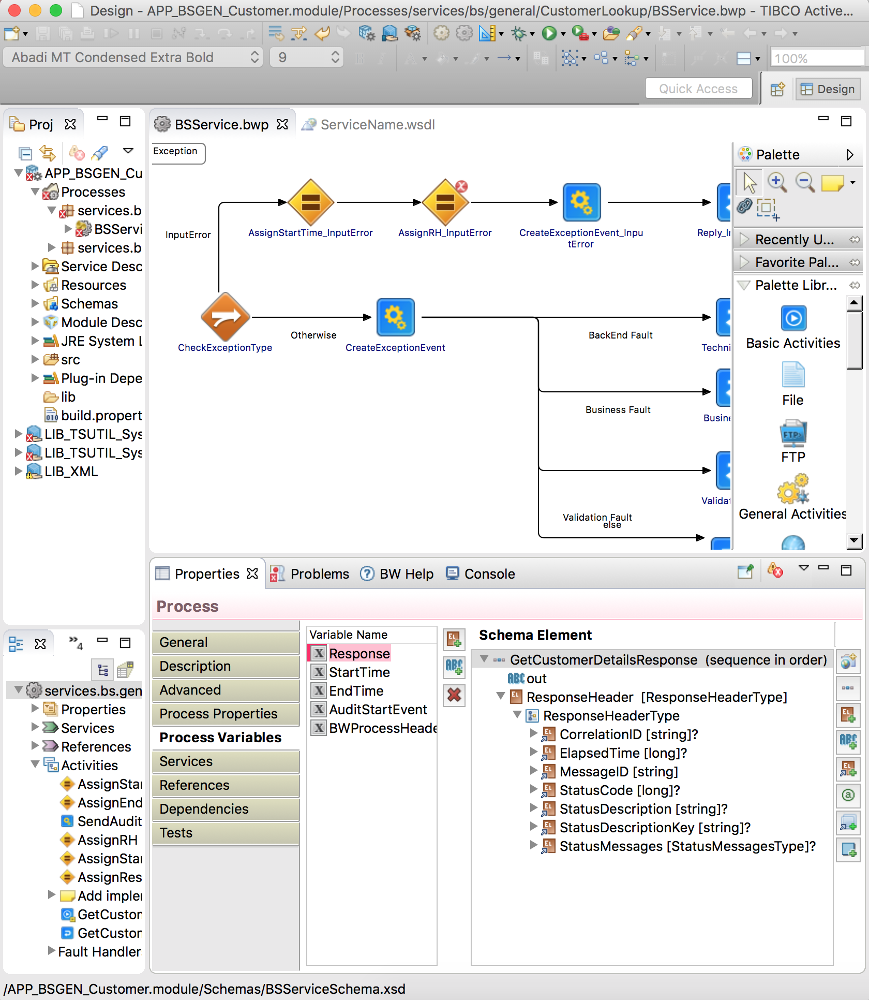 Design - APP_BSGEN_Customer.module/Processes/services/bs/general/CustomerLookup/BSService.bwp - TIBCO Active...
Abadi MT Condensed Extra Bold
9
100%
Quick Access
Design
Proj
APP_BSGEN_Cu
Processes
services.b
BSServi
services.b
Service Desc
Resources
Schemas
Module Desc
JRE System L
src
Plug-in Depe
lib
build.propert
LIB_TSUTIL_Sys
LIB_TSUTIL_Sys
LIB_XML
BSService.bwp
ServiceName.wsdl
Exception
InputError
AssignStartTime_InputError
AssignRH_InputError
CreateExceptionEvent_Inpu
tError
Reply_I
CheckExceptionType
Otherwise
CreateExceptionEvent
BackEnd Fault
Techni
Business Fault
Busine
Validat
Validation Fault
else
Palette
Recently U...
Favorite Pal...
Palette Libr...
Basic Activities
File
FTP
General Activities
4
services.bs.gen
Properties
Services
References
Activities
AssignStar
AssignEnd
SendAudit
AssignRH
AssignStar
AssignRes
Add impler
GetCustor
GetCustor
Fault Handler
Properties
Problems
BW Help
Console
Process
General
Description
Advanced
Process Properties
Process Variables
Services
References
Dependencies
Tests
Variable Name
Response
StartTime
EndTime
AuditStartEvent
BWProcessHeade
Schema Element
GetCustomerDetailsResponse (sequence in order)
ABC out
ResponseHeader [ResponseHeaderType]
ResponseHeaderType
CorrelationID [string]?
ElapsedTime [long]?
MessageID [string]
StatusCode [long]?
StatusDescription [string]?
StatusDescriptionKey [string]?
StatusMessages [StatusMessagesType]?
/APP_BSGEN_Customer.module/Schemas/BSServiceSchema.xsd